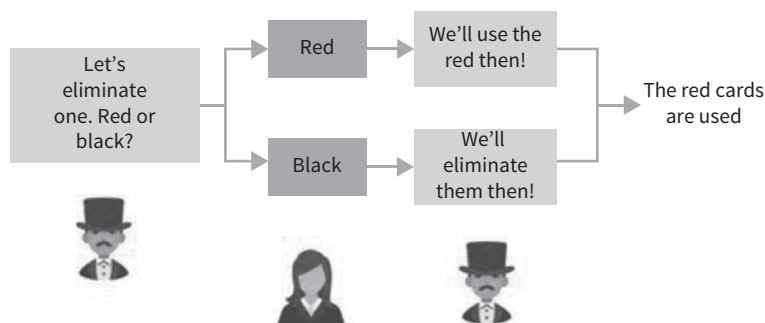 Let’s
eliminate
one. Red or
black?
Red
We’ll use the
red then!
Black
We’ll
eliminate
them then!
The red cards
are used